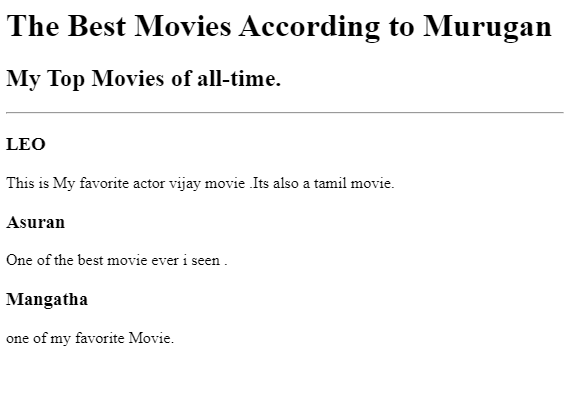 The Best Movies According to Murugan
My Top Movies of all-time.
LEO
This is My favorite actor vijay movie .Its also a tamil movie.
Asuran
One of the best movie ever i seen .
Mangatha
one of my favorite Movie.